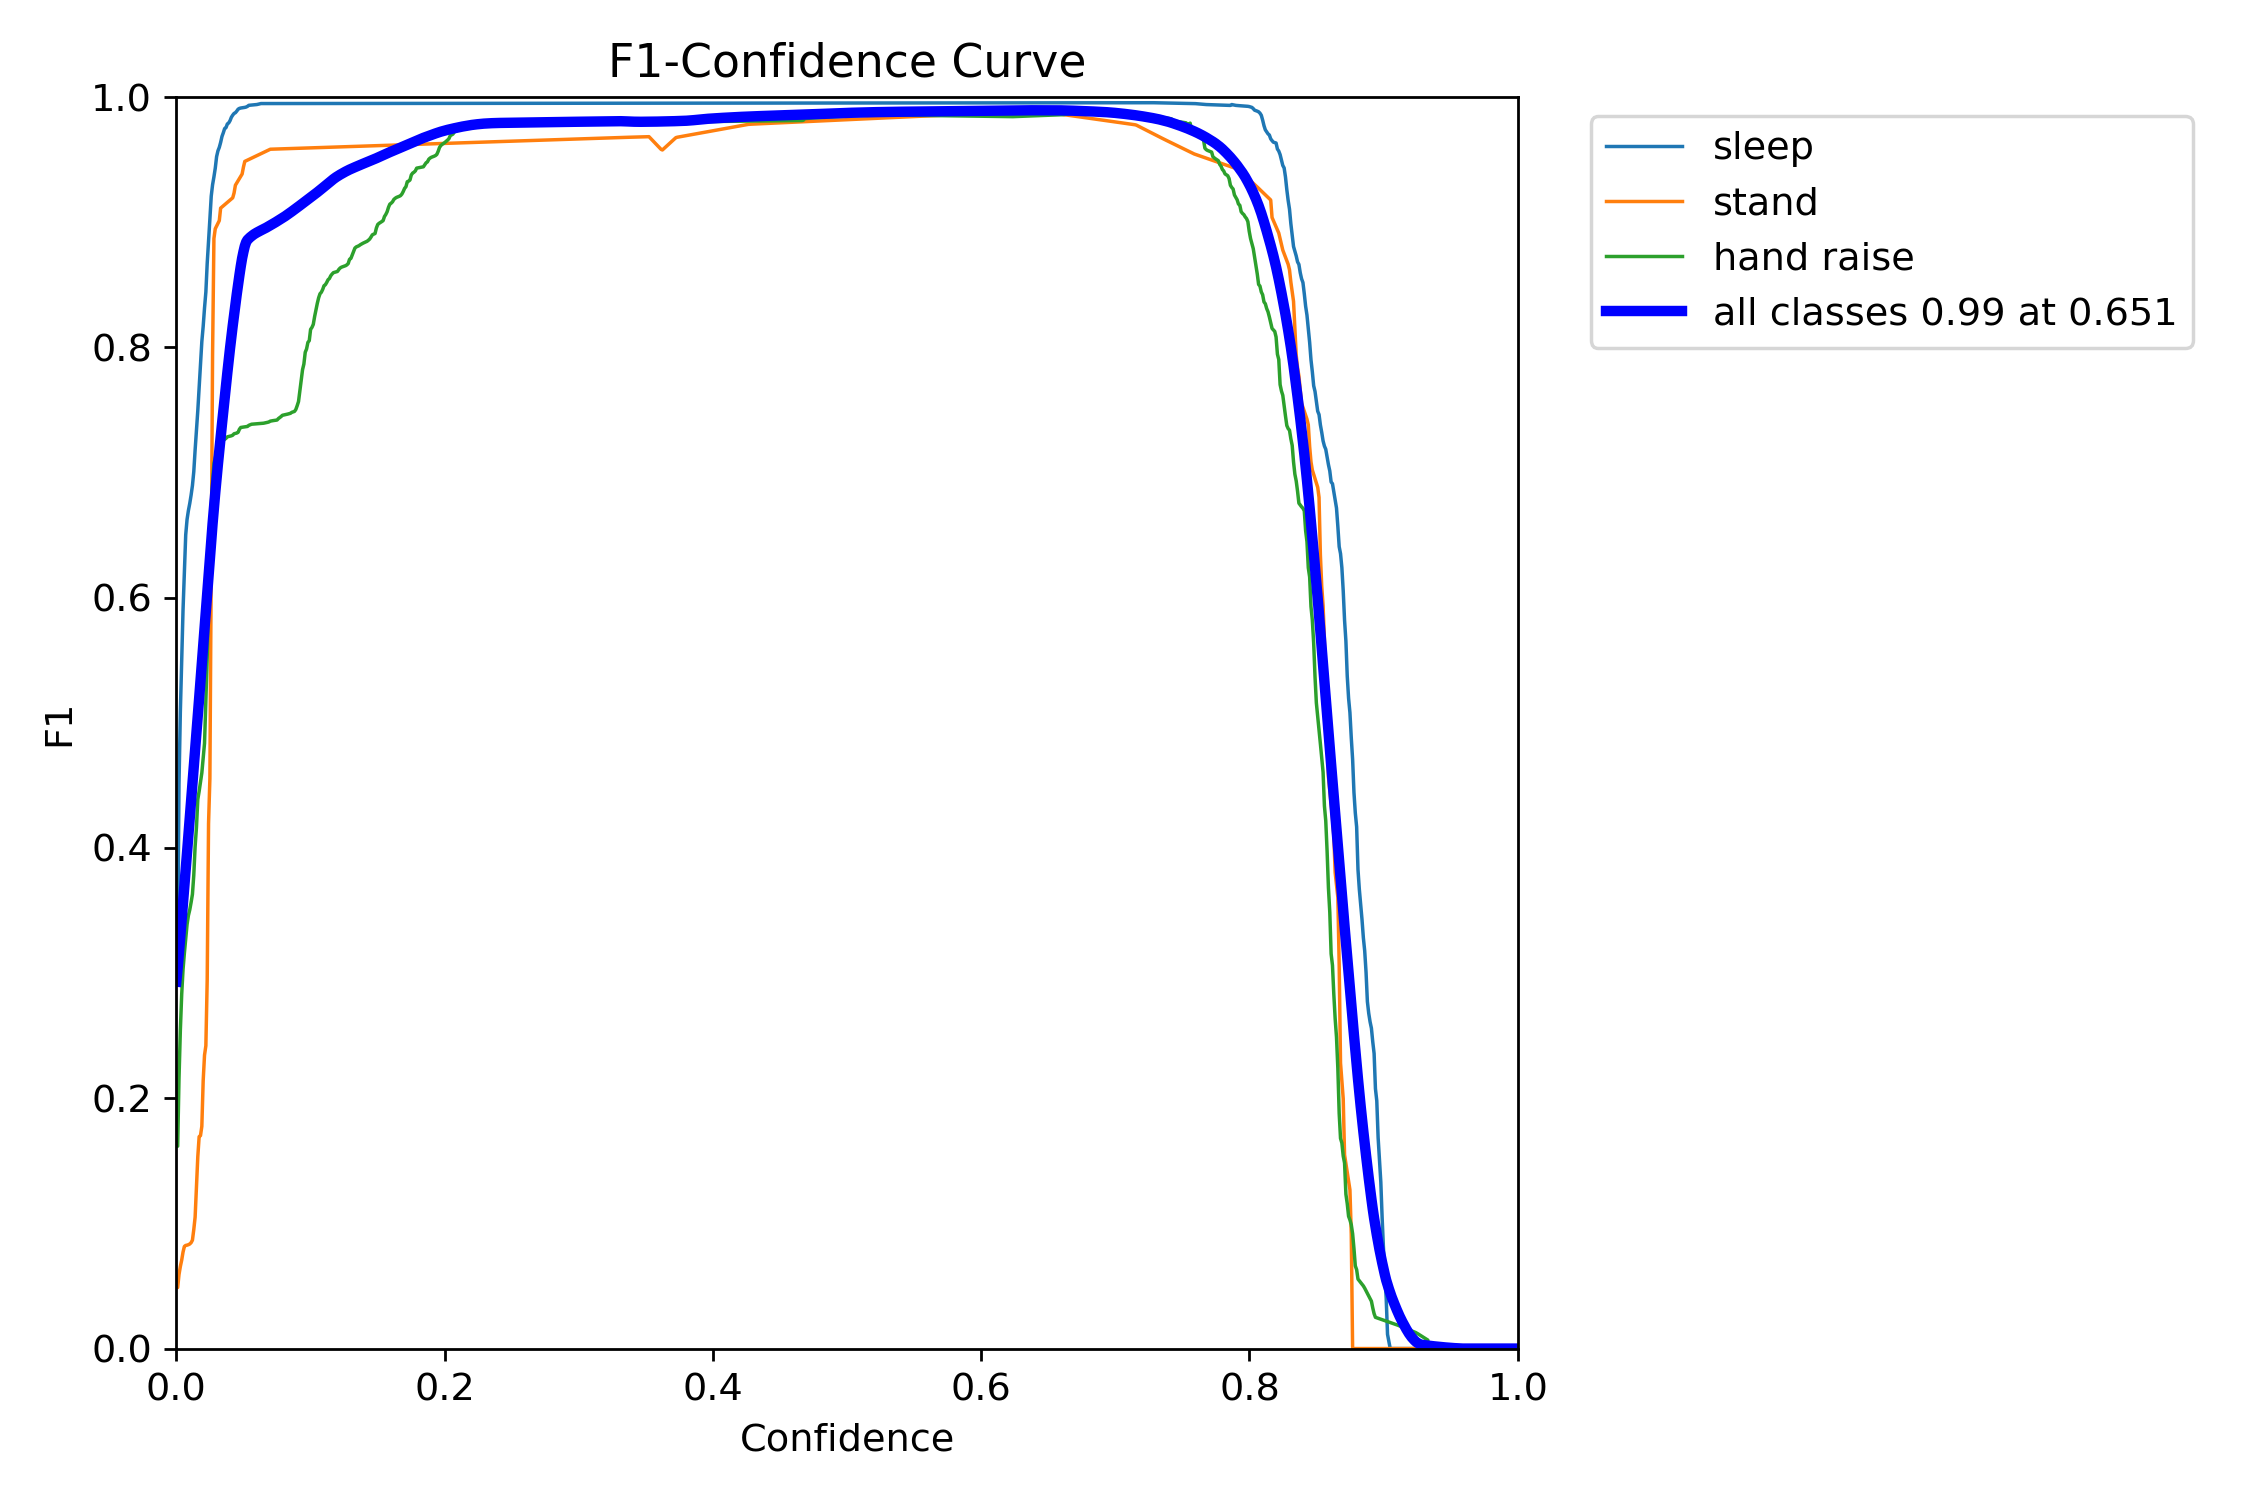 F1-Confidence Curve
1.0
0.8
0.6
0.4
0.2
0.0
F1
0.0 0.2 0.4 0.6 0.8 1.0
Confidence
sleep
stand
hand raise
all classes 0.99 at 0.651